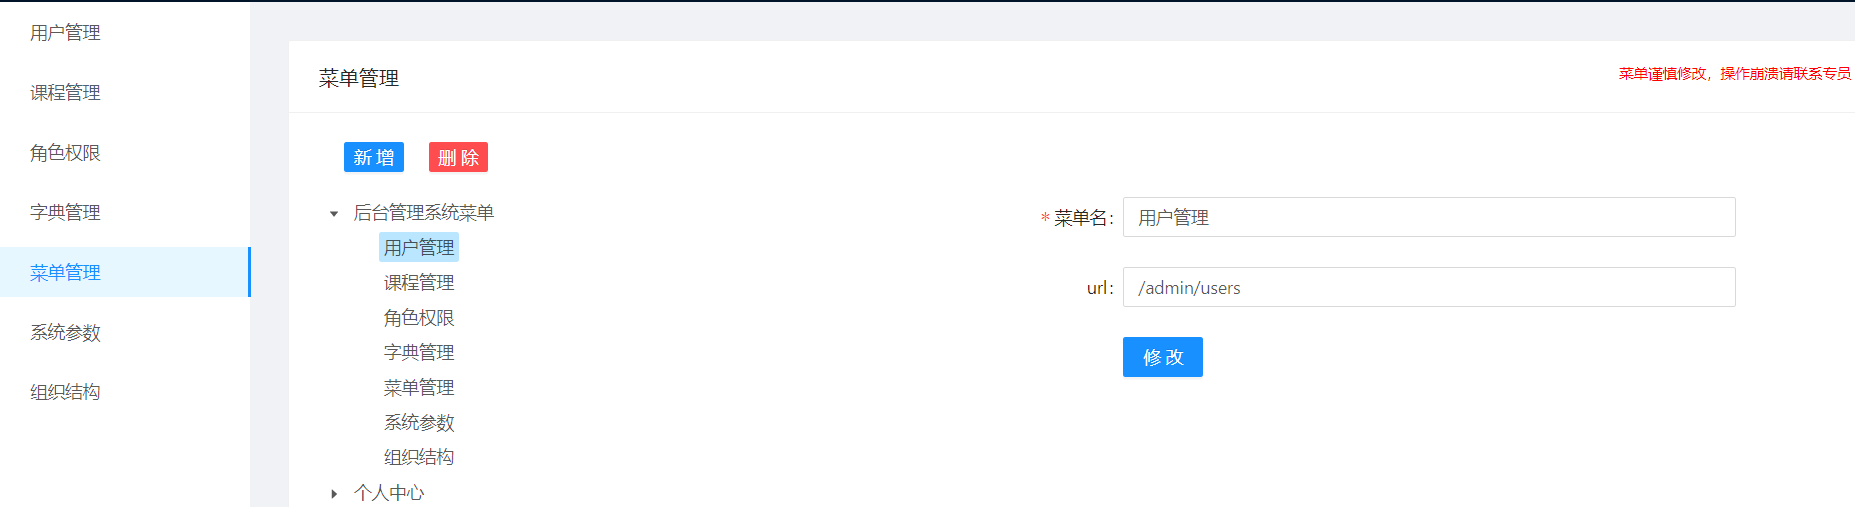 用户管理
课程管理
角色权限
字典管理
菜单管理
系统参数
组织结构
菜单管理
菜单谨慎修改，操作崩溃请联系专员
新 增
删 除
后台管理系统菜单
用户管理
课程管理
角色权限
字典管理
菜单管理
系统参数
组织结构
个人中心
* 菜单名: 用户管理
url: /admin/users
修 改